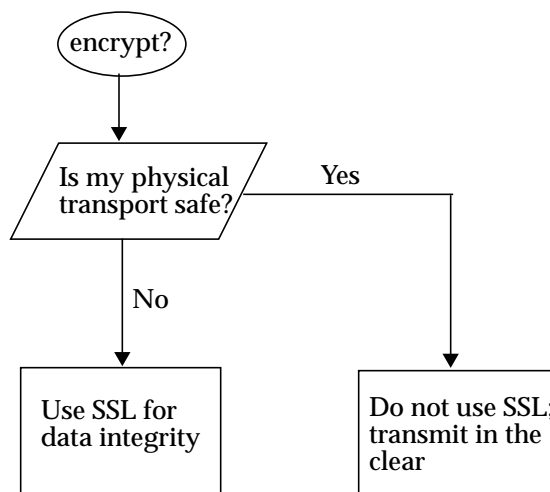 encrypt?
Is my physical
transport safe?
Yes
No
Use SSL for
data integrity
Do not use SSL;
transmit in the
clear